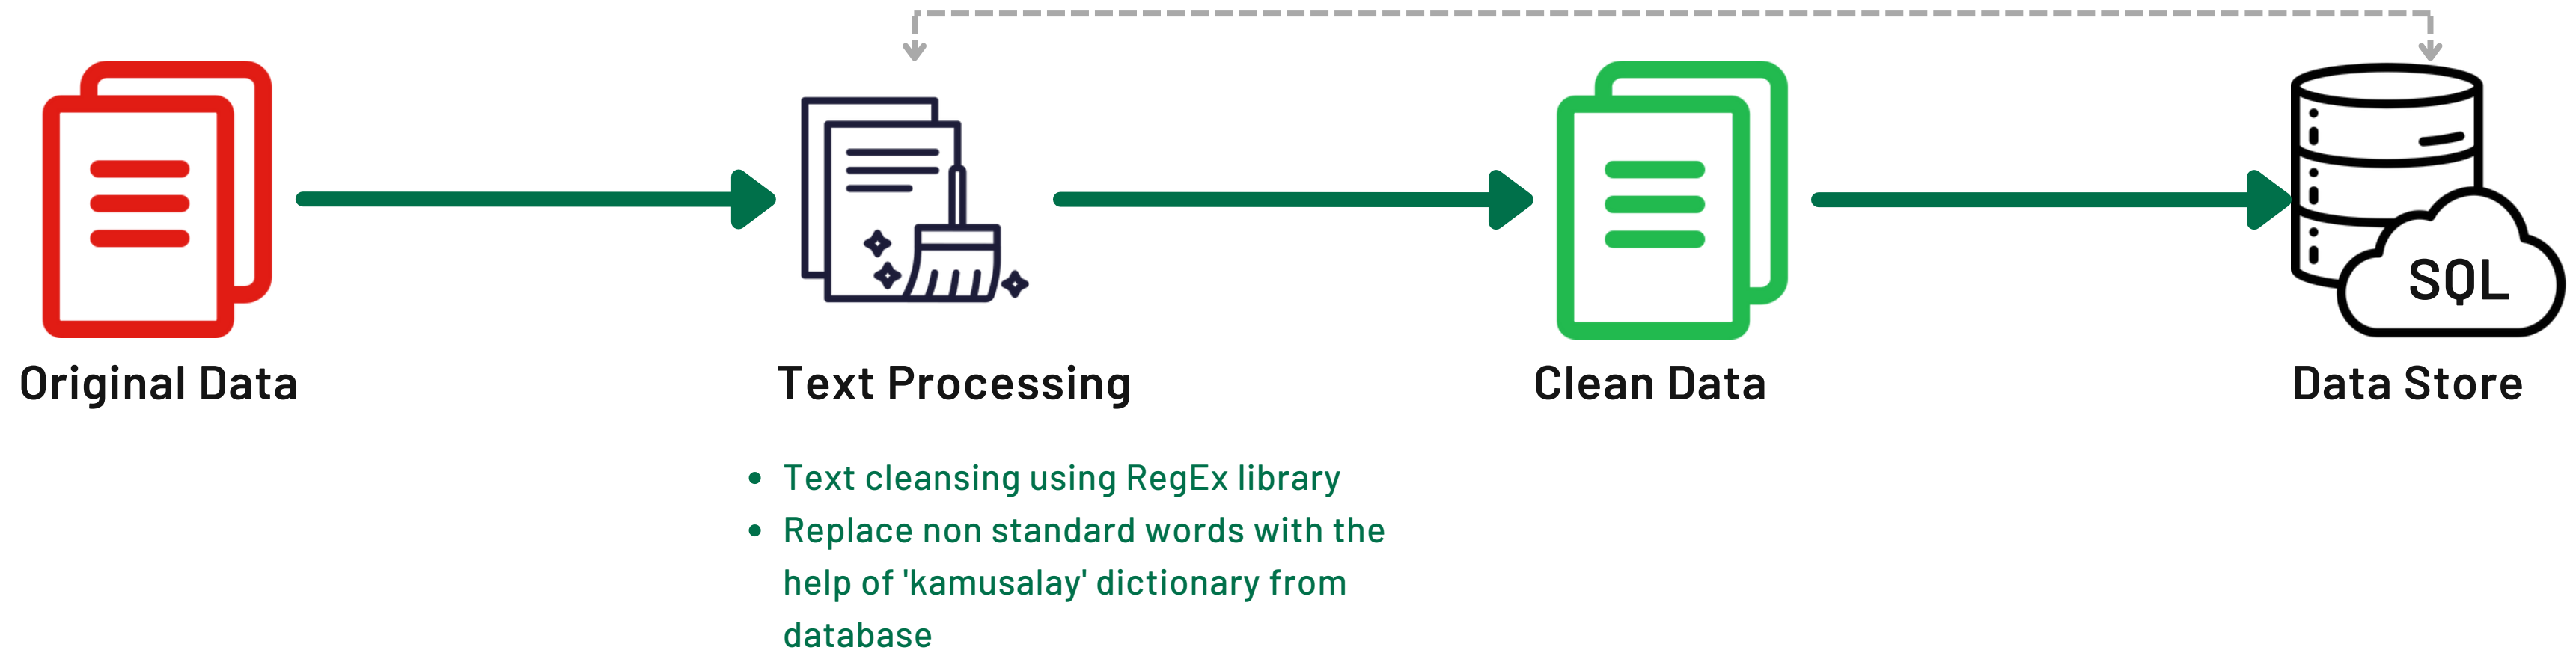 SQL
Original Data
Text Processing
Clean Data
Data Store
• Text cleansing using RegEx library
• Replace non standard words with the
help of 'kamusalay' dictionary from
database